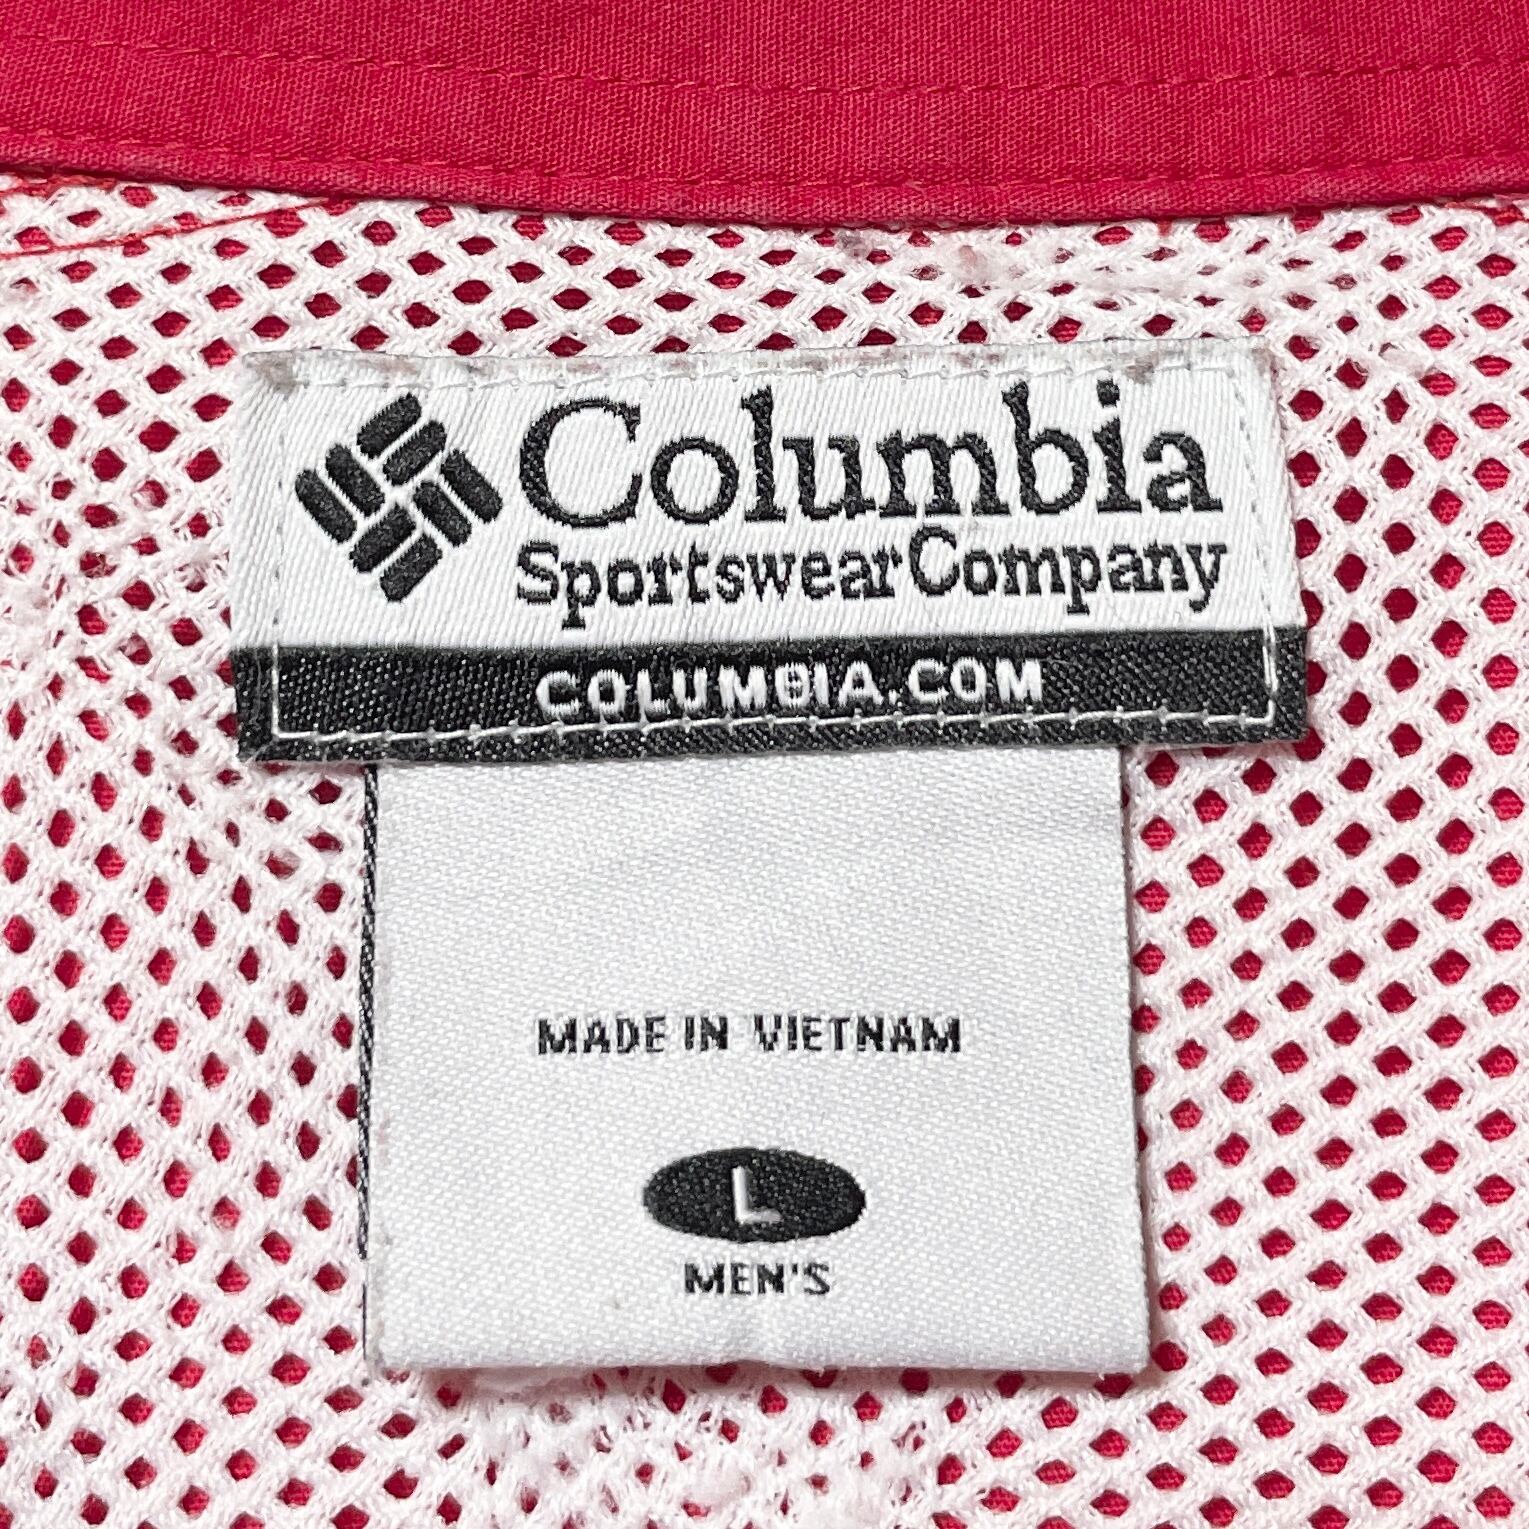 Columbia
Sportswear Company
COLUMBIA.COM
MADE IN VIETNAM
L
MEN'S